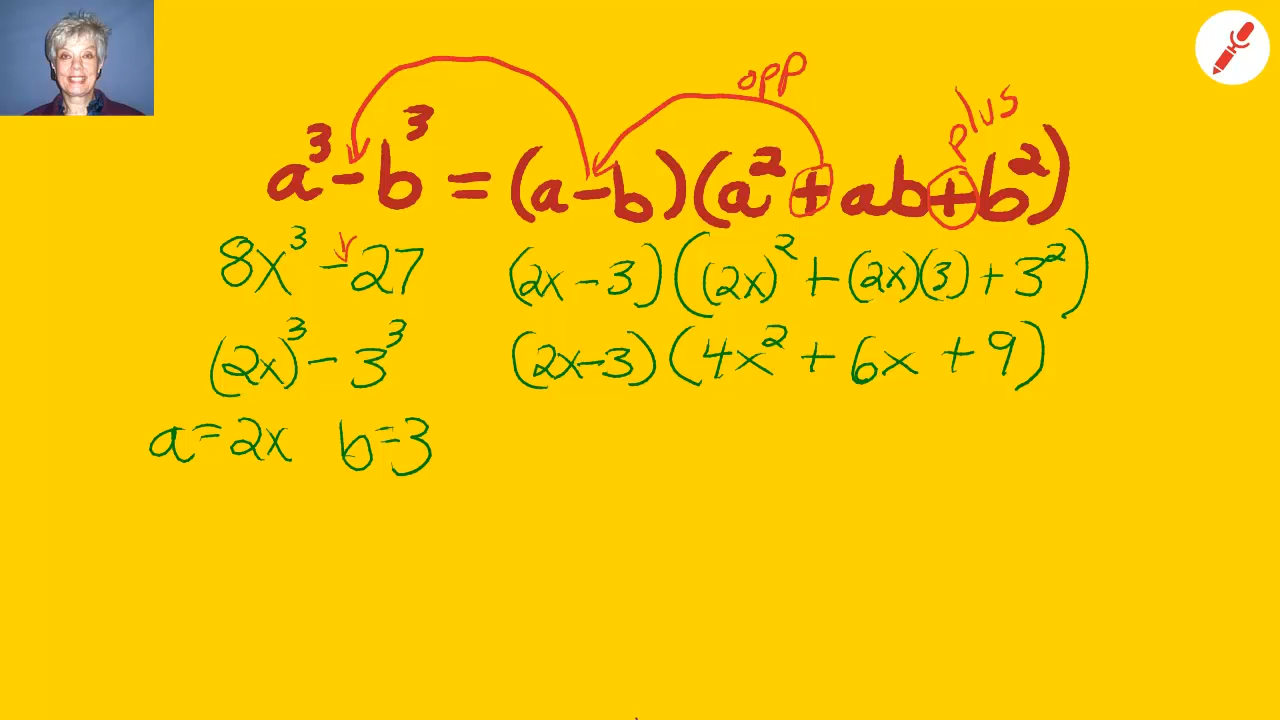 opp
plus
a³ - b³ = (a - b)(a² + ab + b²)
8x³ - 27 (2x - 3)((2x)² + (2x)(3) + 3²)
(2x)³ - 3³ (2x - 3)(4x² + 6x + 9)
a = 2x b = 3